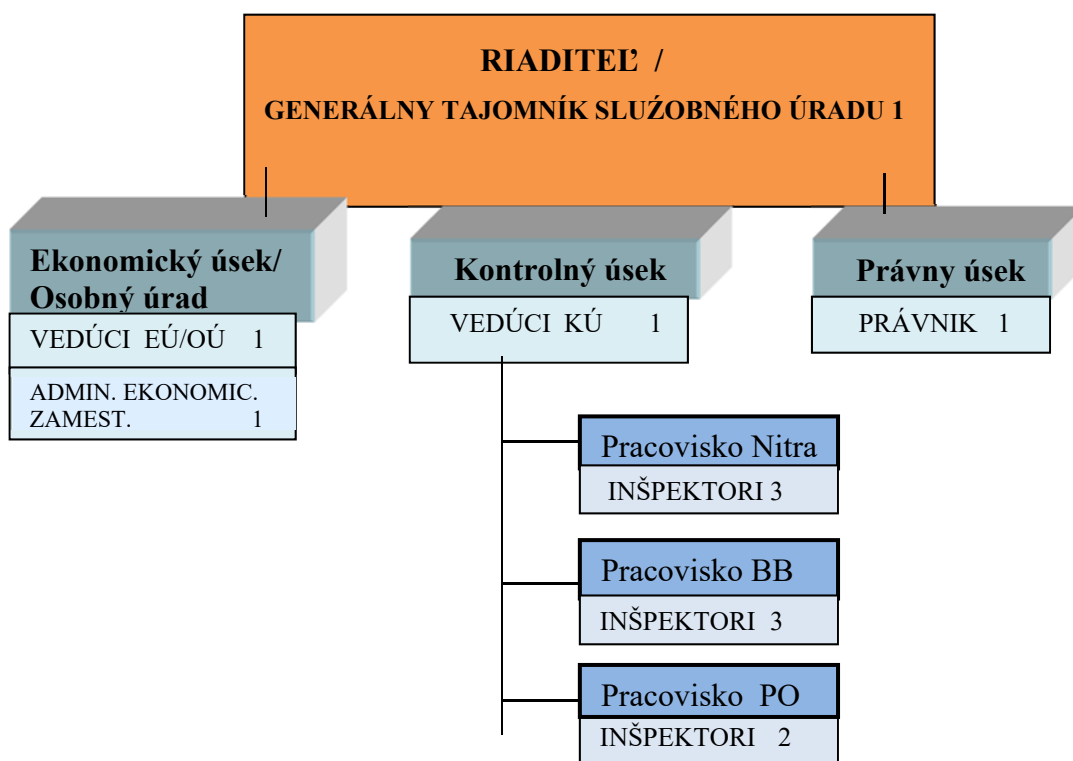 RIADITEĽ /
GENERÁLNY TAJOMNÍK SLUŹOBNÉHO ÚRADU 1
Ekonomický úsek/
Osobný úrad
VEDÚCI EÚ/OÚ 1
ADMIN. EKONOMIC.
ZAMEST. 1
Kontrolný úsek
VEDÚCI KÚ 1
Právny úsek
PRÁVNIK 1
Pracovisko Nitra
INŠPEKTORI 3
Pracovisko BB
INŠPEKTORI 3
Pracovisko PO
INŠPEKTORI 2